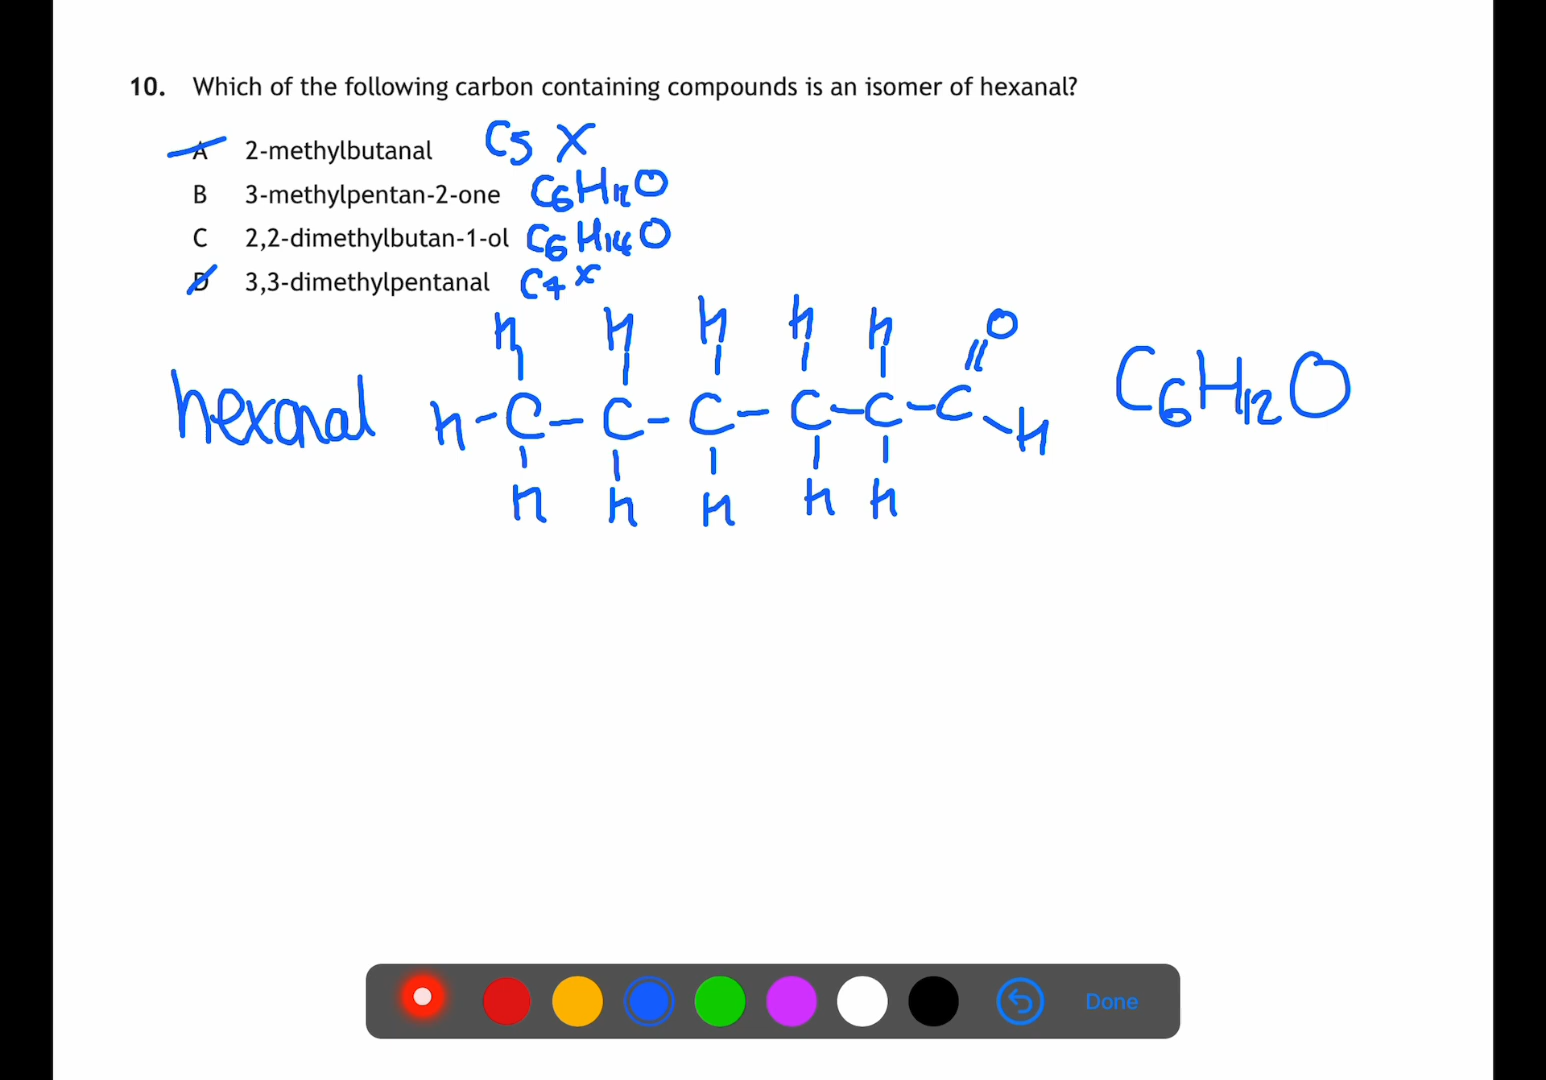 10. Which of the following carbon containing compounds is an isomer of hexanal?
A 2-methylbutanal C5 X
B 3-methylpentan-2-one C6H12O
C 2,2-dimethylbutan-1-ol C6H14O
D 3,3-dimethylpentanal C7 x
H H H H H O
hexanal H-C-C-C-C-C-C-H C6H12O
H H H H H
Done